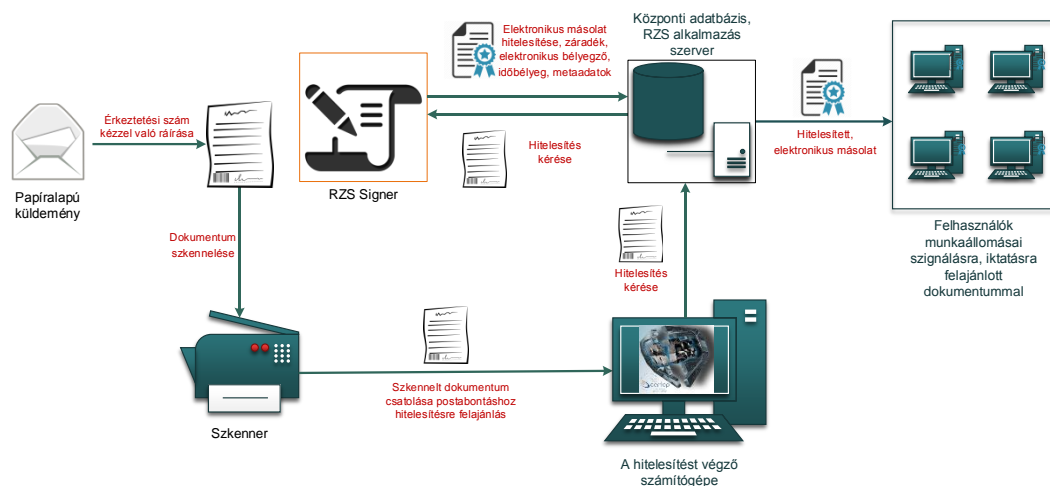 Elektronikus másolat
hitelesítése, záradék,
elektronikus bélyegző,
időbélyeg, metaadatok
Központi adatbázis,
RZS alkalmazás
szerver
Érkeztetési szám
kézzel való ráírása
Hitelesítés
kérése
Hitelesített,
elektronikus másolat
Papíralapú
küldemény
RZS Signer
Felhasználók
munkaállomásai
szignálásra, iktatásra
felajánlott
dokumentummal
Dokumentum
szkennelése
Hitelesítés
kérése
Szkennelt dokumentum
csatolása postabontáshoz
hitelesítésre felajánlás
Szkenner
A hitelesítést végző
számítógépe